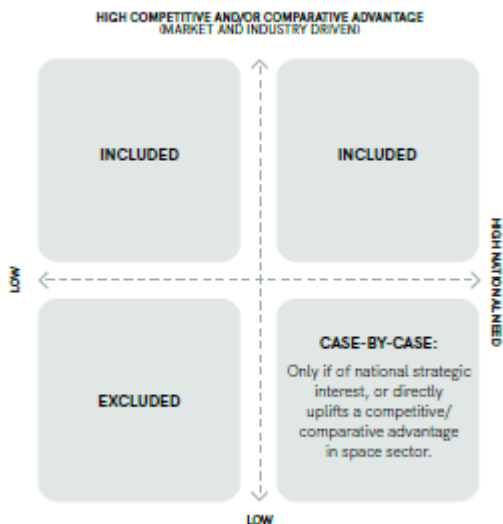 HIGH COMPETITIVE AND/OR COMPARATIVE ADVANTAGE
(MARKET AND INDUSTRY DRIVEN)
INCLUDED
INCLUDED
LOW
HIGH NATIONAL NEED
EXCLUDED
CASE-BY-CASE:
Only if of national strategic
interest, or directly
uplifts a competitive/
comparative advantage
in space sector.
LOW